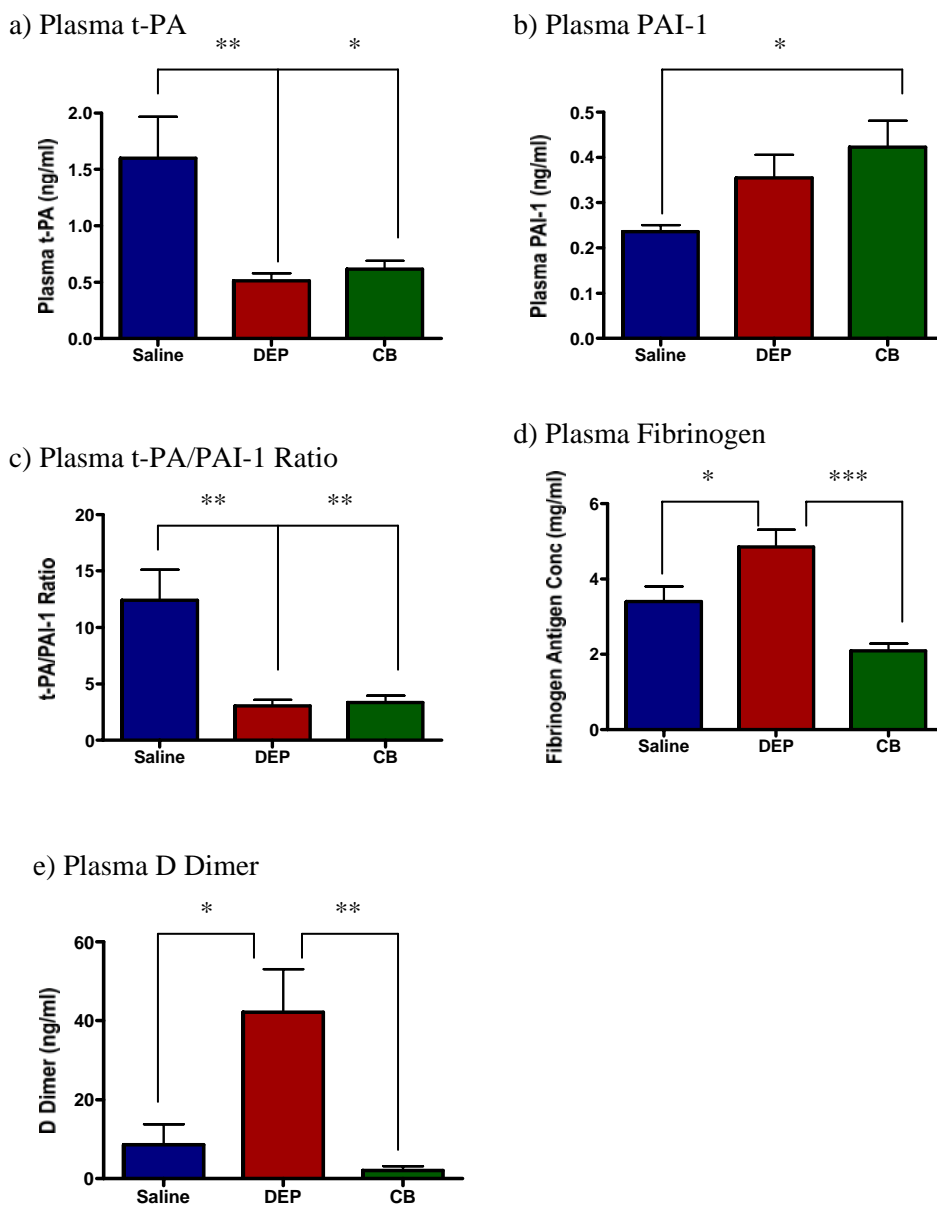 a) Plasma t-PA
** *
Plasma t-PA (ng/ml)
2.0
1.5
1.0
0.5
0.0
Saline DEP CB
b) Plasma PAI-1
*
Plasma PAI-1 (ng/ml)
0.5
0.4
0.3
0.2
0.1
0.0
Saline DEP CB
c) Plasma t-PA/PAI-1 Ratio
** **
t-PA/PAI-1 Ratio
20
15
10
5
0
Saline DEP CB
d) Plasma Fibrinogen
* ***
Fibrinogen Antigen Conc (mg/ml)
6
4
2
0
Saline DEP CB
e) Plasma D Dimer
* **
D Dimer (ng/ml)
60
40
20
0
Saline DEP CB